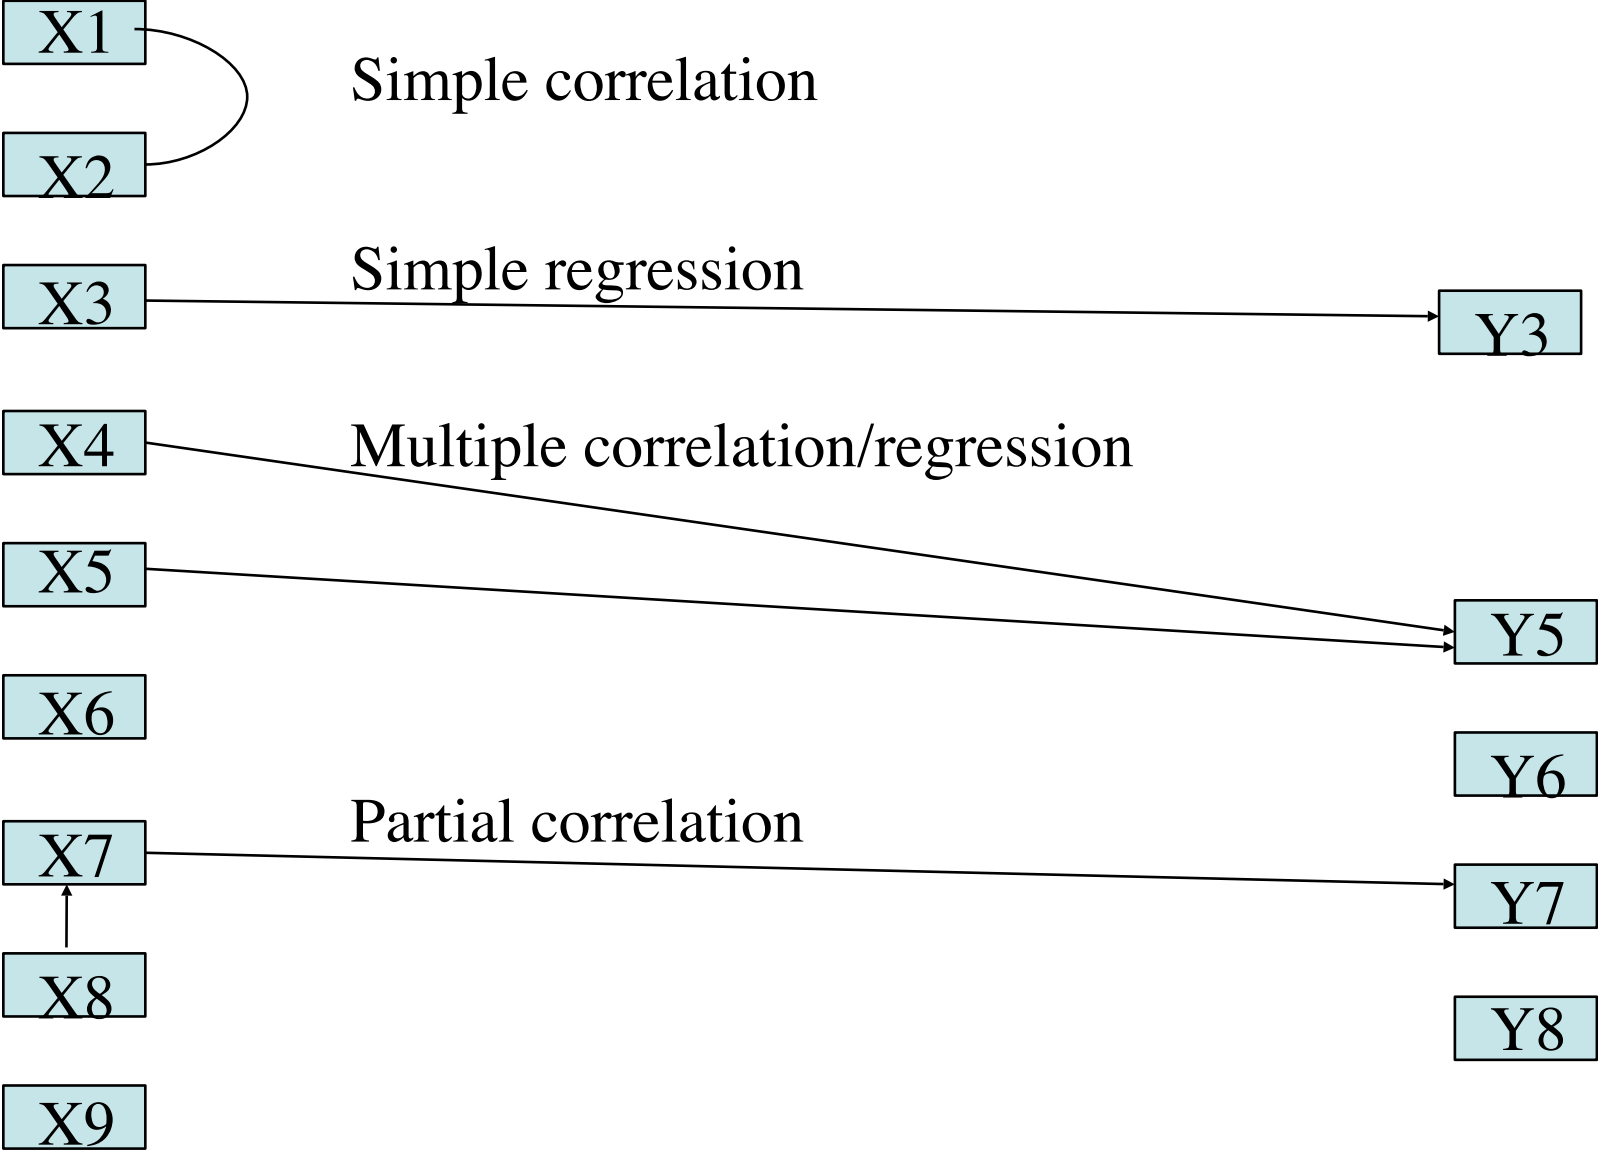 X1
Simple correlation
X2
Simple regression
X3
Y3
X4
Multiple correlation/regression
X5
Y5
X6
Y6
Partial correlation
X7
Y7
X8
Y8
X9